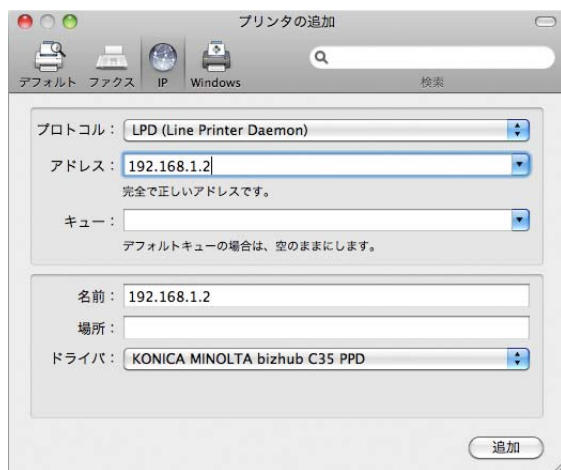 プリンタの追加
デフォルト ファクス IP Windows 検索
プロトコル： LPD (Line Printer Daemon)
アドレス： 192.168.1.2
完全で正しいアドレスです。
キュー：
デフォルトキューの場合は、空のままにします。
名前： 192.168.1.2
場所：
ドライバ： KONICA MINOLTA bizhub C35 PPD
追加